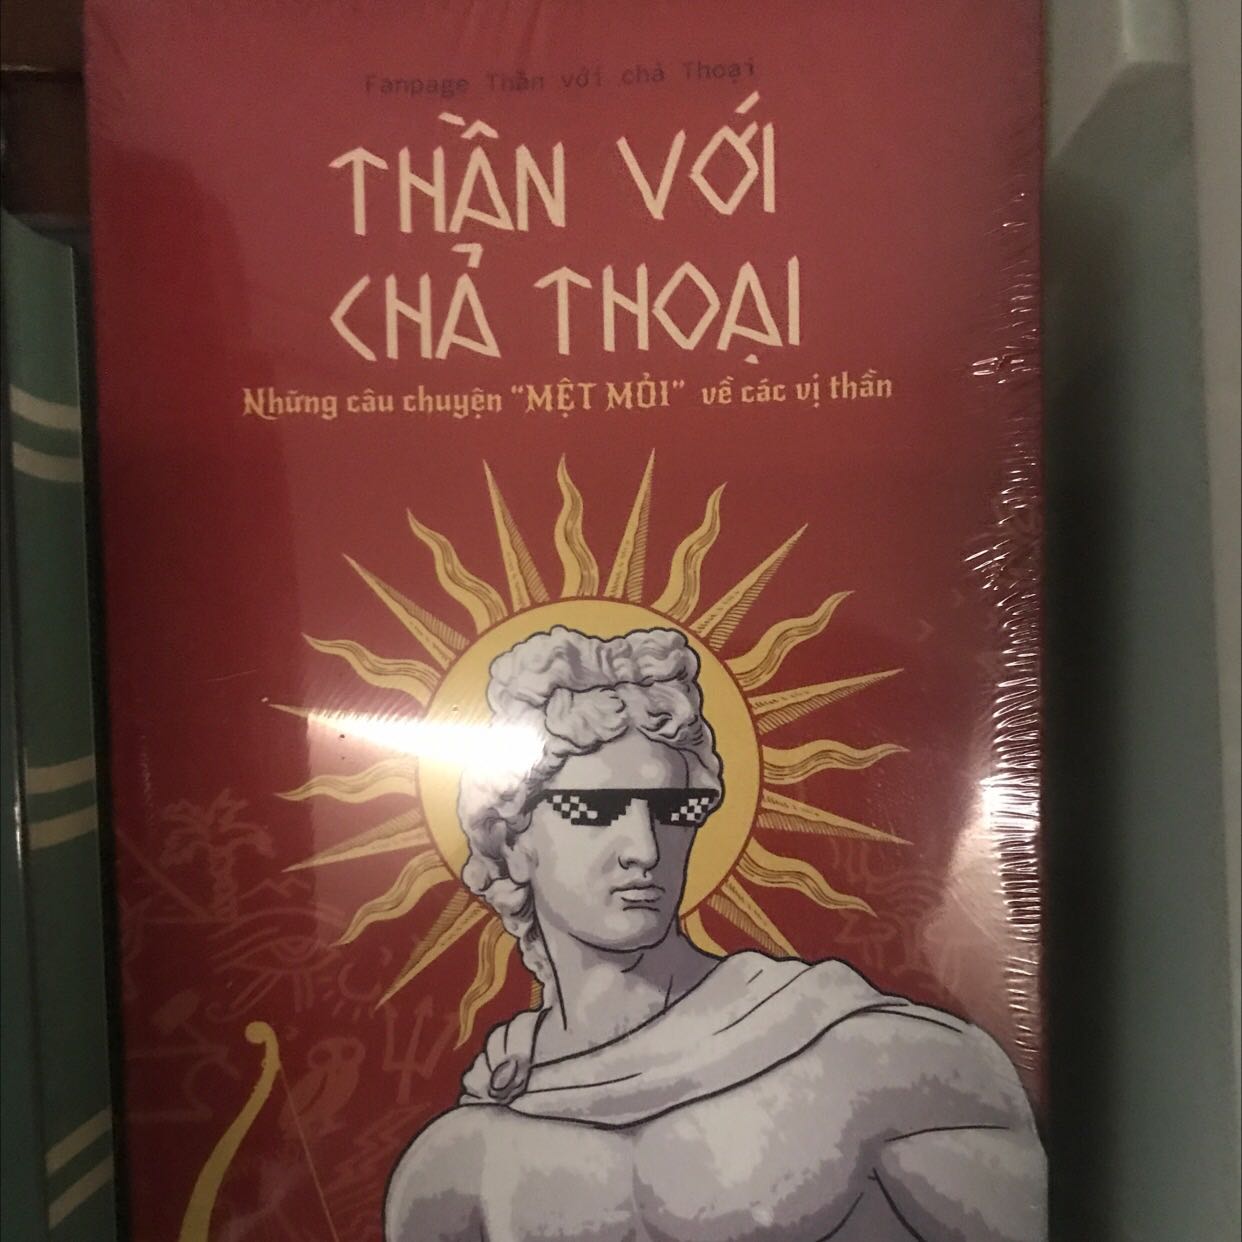 Fanpage Thần với chả Thoại
THẦN VỚI
CHẢ THOẠI
Những câu chuyện “MỆT MỎI” về các vị thần